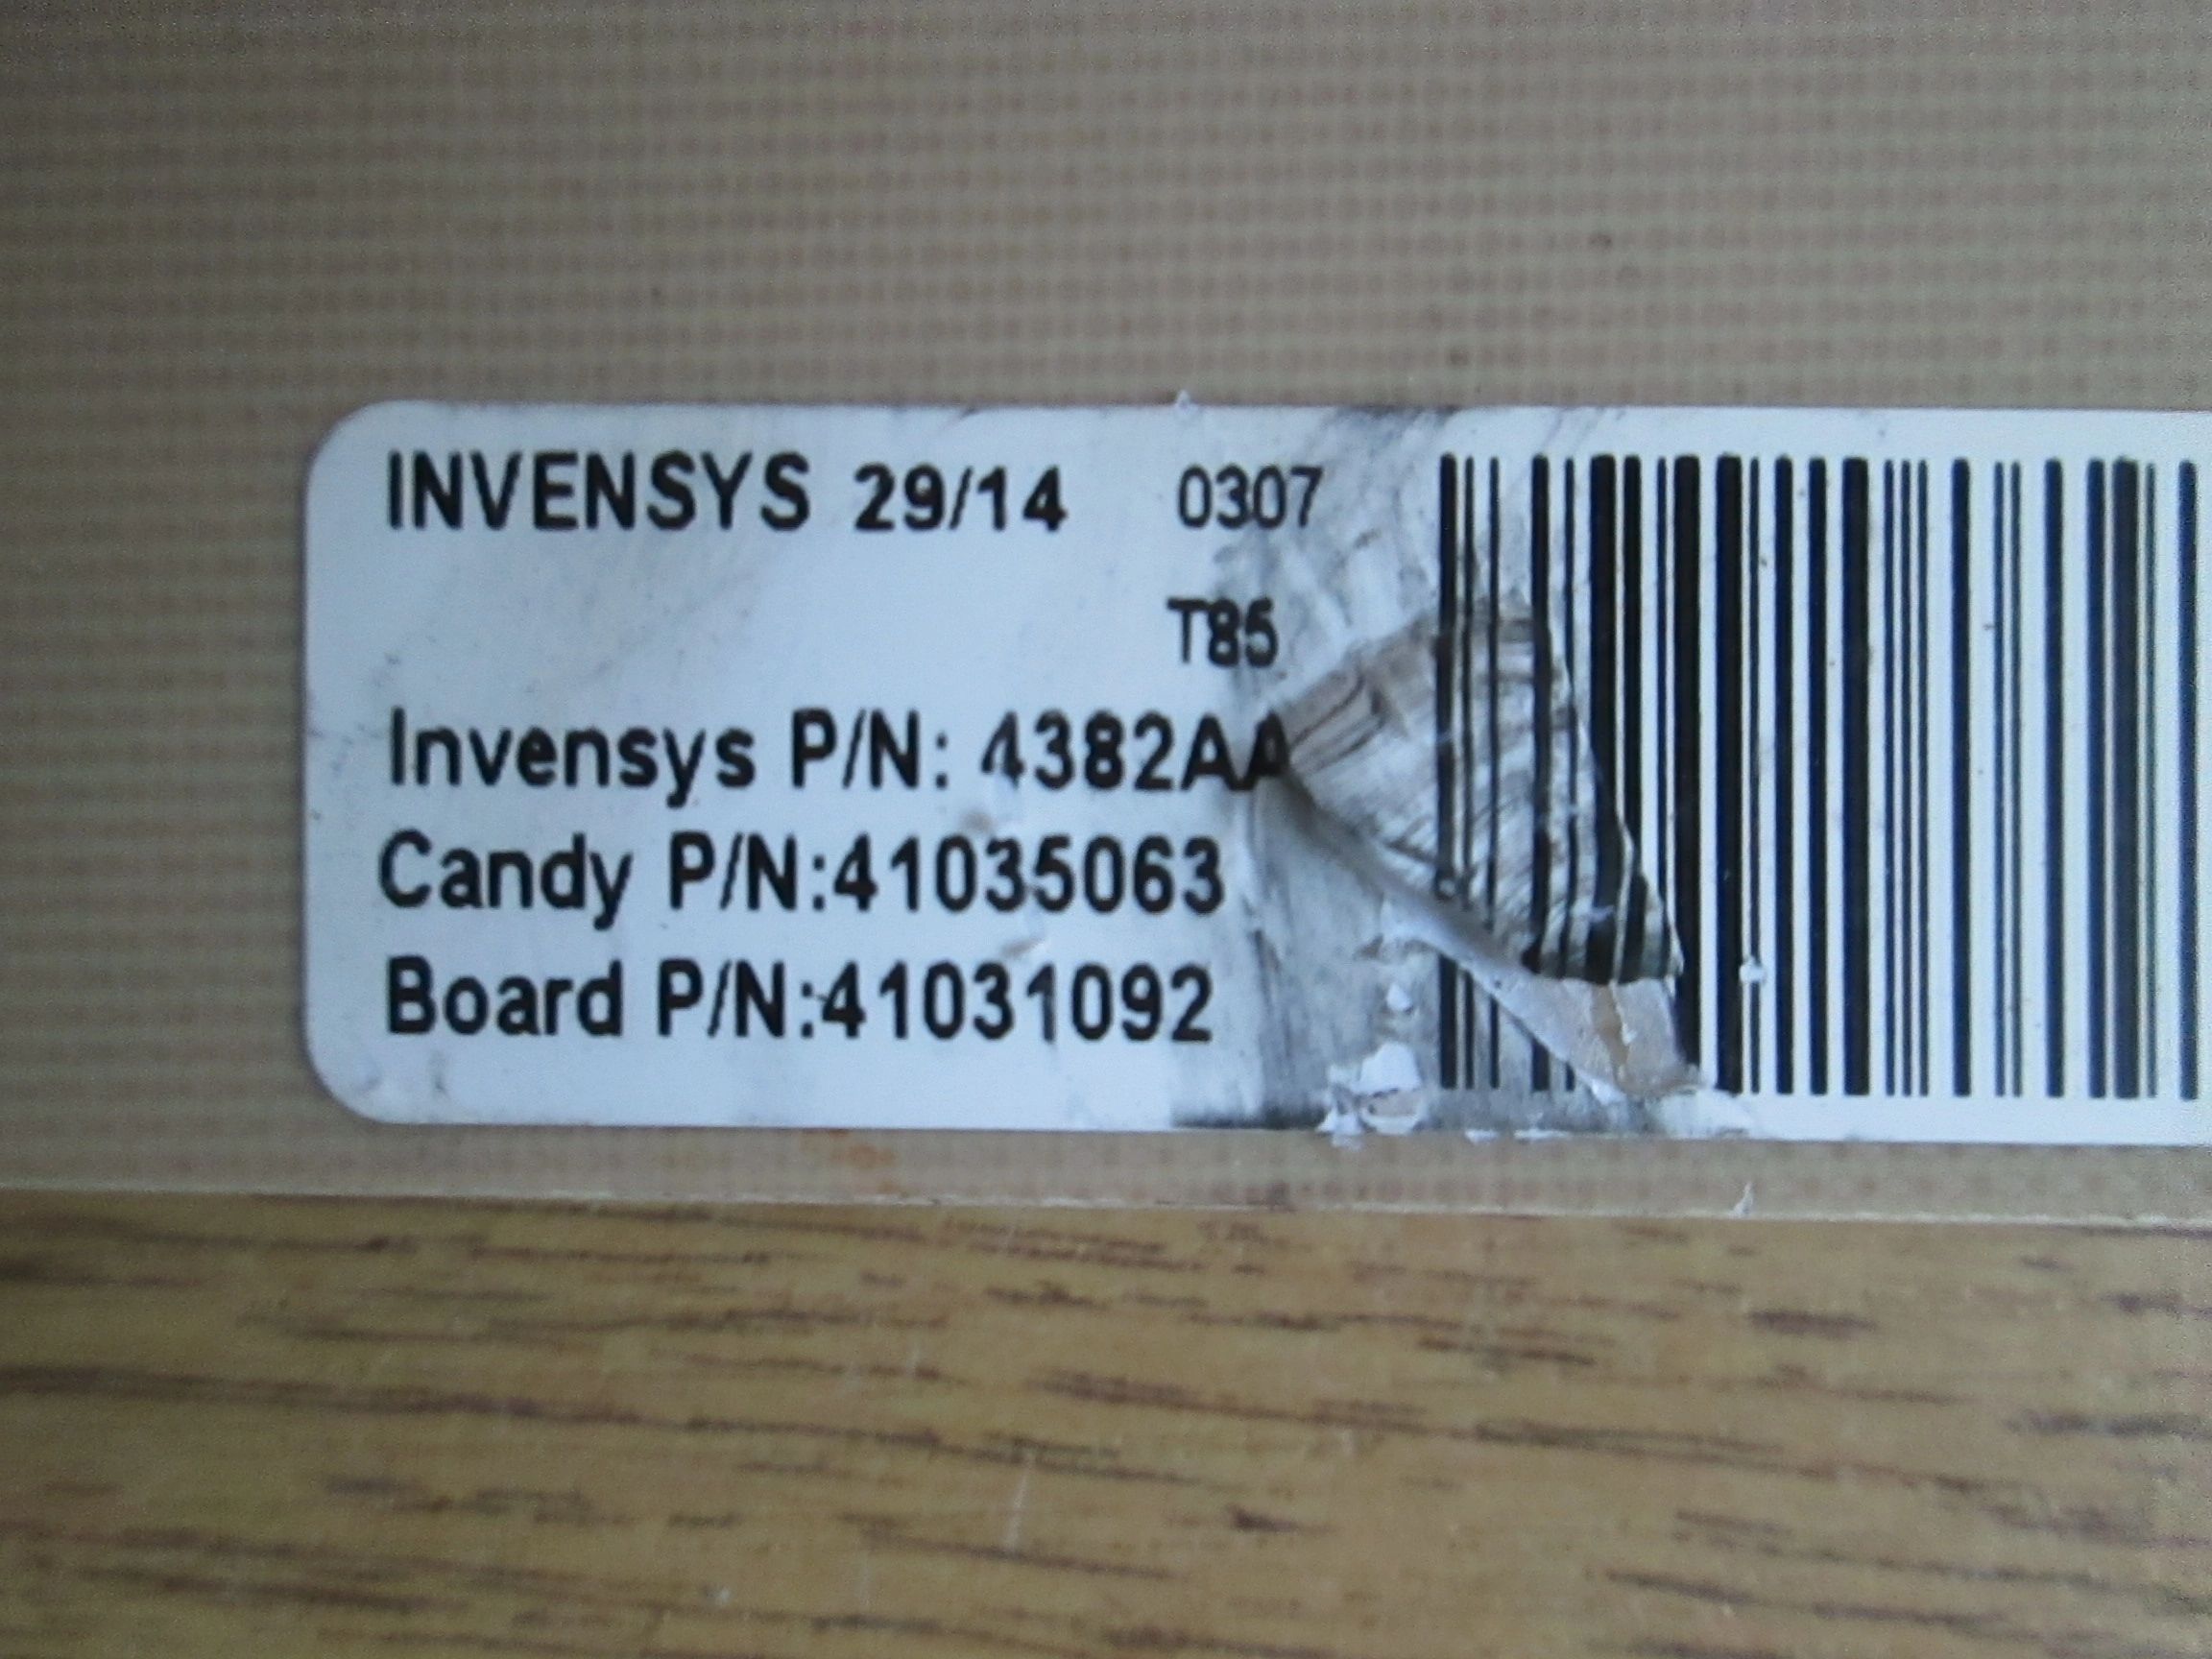 INVENSYS 29/14 0307
T85
Invensys P/N: 4382AA
Candy P/N:41035063
Board P/N:41031092